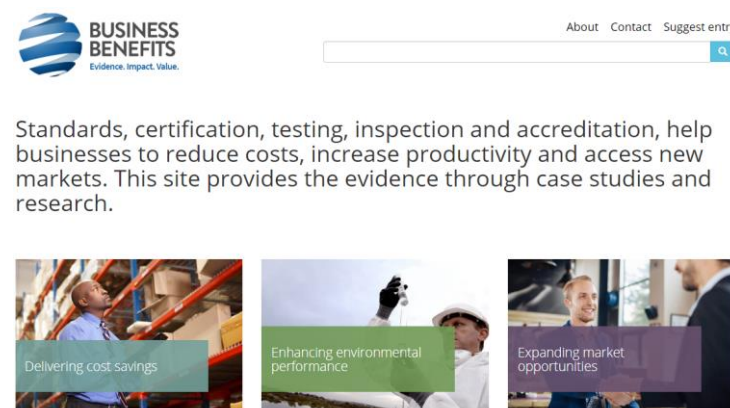 BUSINESS
BENEFITS
Evidence. Impact. Value.
About Contact Suggest entr
Standards, certification, testing, inspection and accreditation, help
businesses to reduce costs, increase productivity and access new
markets. This site provides the evidence through case studies and
research.
Delivering cost savings
Enhancing environmental
performance
Expanding market
opportunities